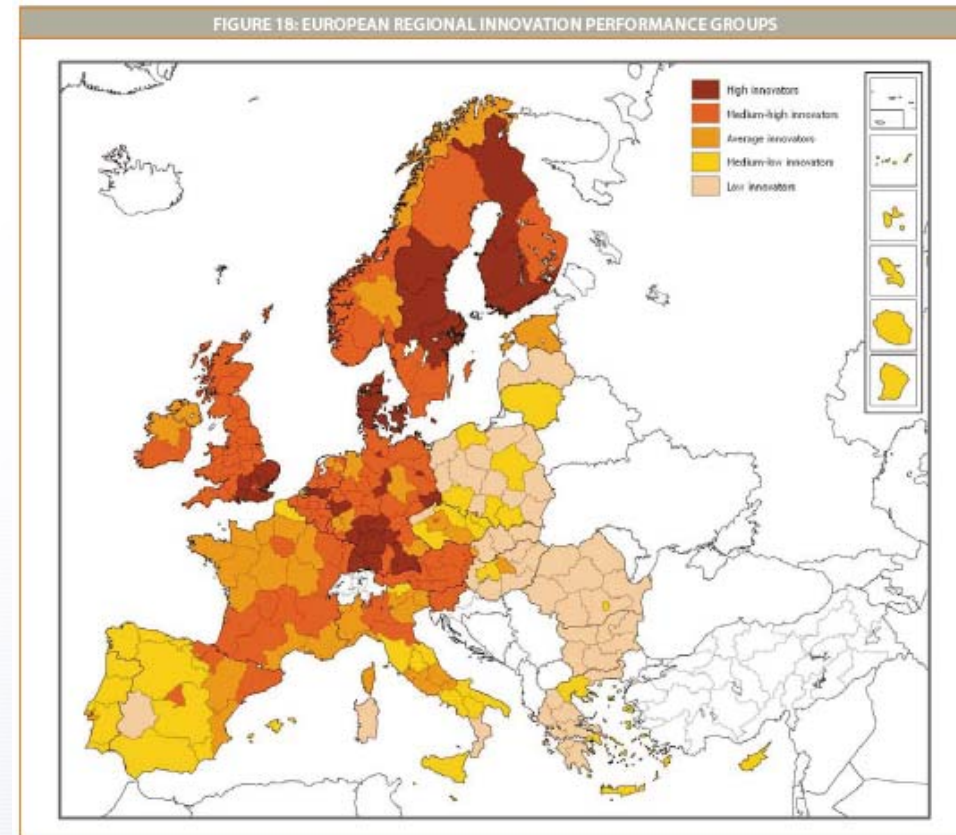 FIGURE 18: EUROPEAN REGIONAL INNOVATION PERFORMANCE GROUPS
High innovators
Medium-high innovators
Average innovators
Medium-low innovators
Low innovators